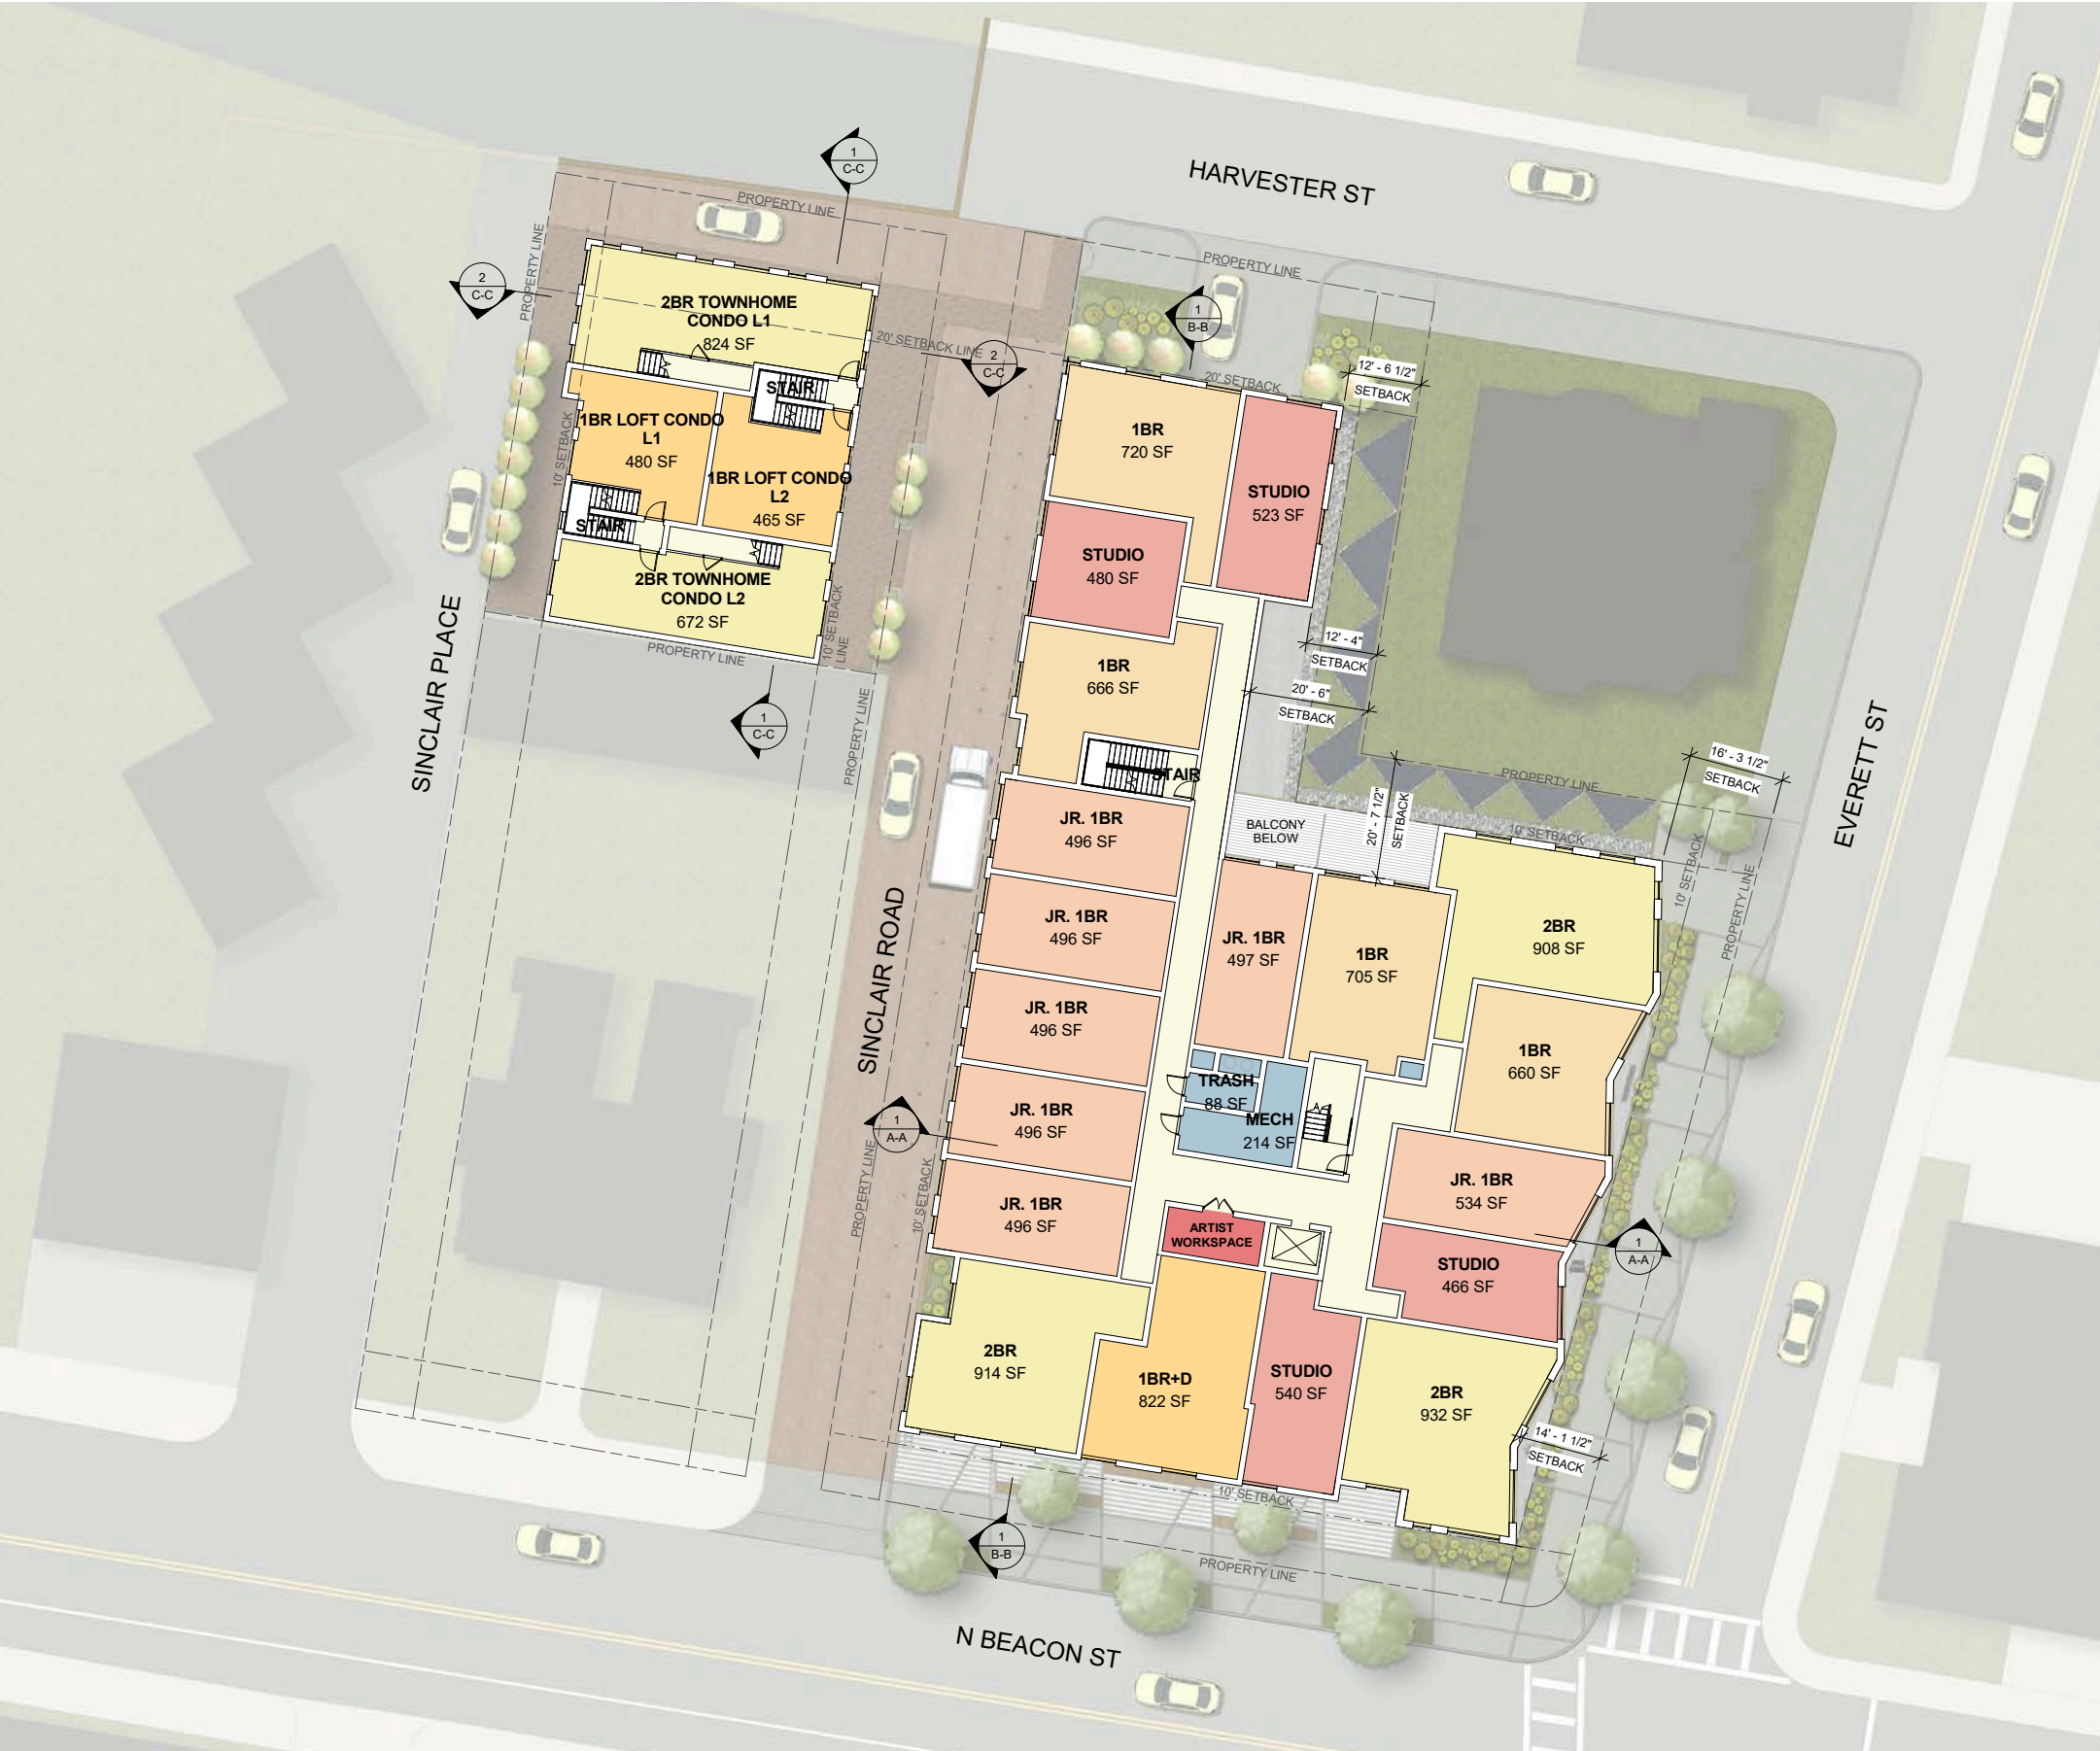 HARVESTER ST
1
C-C
PROPERTY LINE
PROPERTY LINE
2
C-C
2BR TOWNHOME
CONDO L1
824 SF
20' SETBACK LINE
2
C-C
STAIR
1BR LOFT CONDO
L1
480 SF
10' SETBACK
1BR LOFT CONDO
L2
465 SF
STAIR
2BR TOWNHOME
CONDO L2
672 SF
10' SETBACK
LINE
PROPERTY LINE
1
C-C
PROPERTY LINE
SINCLAIR PLACE
SINCLAIR ROAD
PROPERTY LINE
1
B-B
20' SETBACK
12' - 6 1/2"
SETBACK
1BR
720 SF
STUDIO
523 SF
STUDIO
480 SF
1BR
666 SF
12' - 4"
SETBACK
20' - 6"
SETBACK
STAIR
JR. 1BR
496 SF
BALCONY
BELOW
20' - 7 1/2"
SETBACK
PROPERTY LINE
16' - 3 1/2"
SETBACK
10' SETBACK
10' SETBACK
PROPERTY LINE
EVERETT ST
JR. 1BR
496 SF
JR. 1BR
497 SF
1BR
705 SF
2BR
908 SF
JR. 1BR
496 SF
1BR
660 SF
TRASH
88 SF
MECH
214 SF
JR. 1BR
496 SF
1
A-A
PROPERTY LINE
10' SETBACK
JR. 1BR
496 SF
JR. 1BR
534 SF
ARTIST
WORKSPACE
STUDIO
466 SF
1
A-A
2BR
914 SF
1BR+D
822 SF
STUDIO
540 SF
2BR
932 SF
14' - 1 1/2"
SETBACK
10' SETBACK
1
B-B
PROPERTY LINE
N BEACON ST